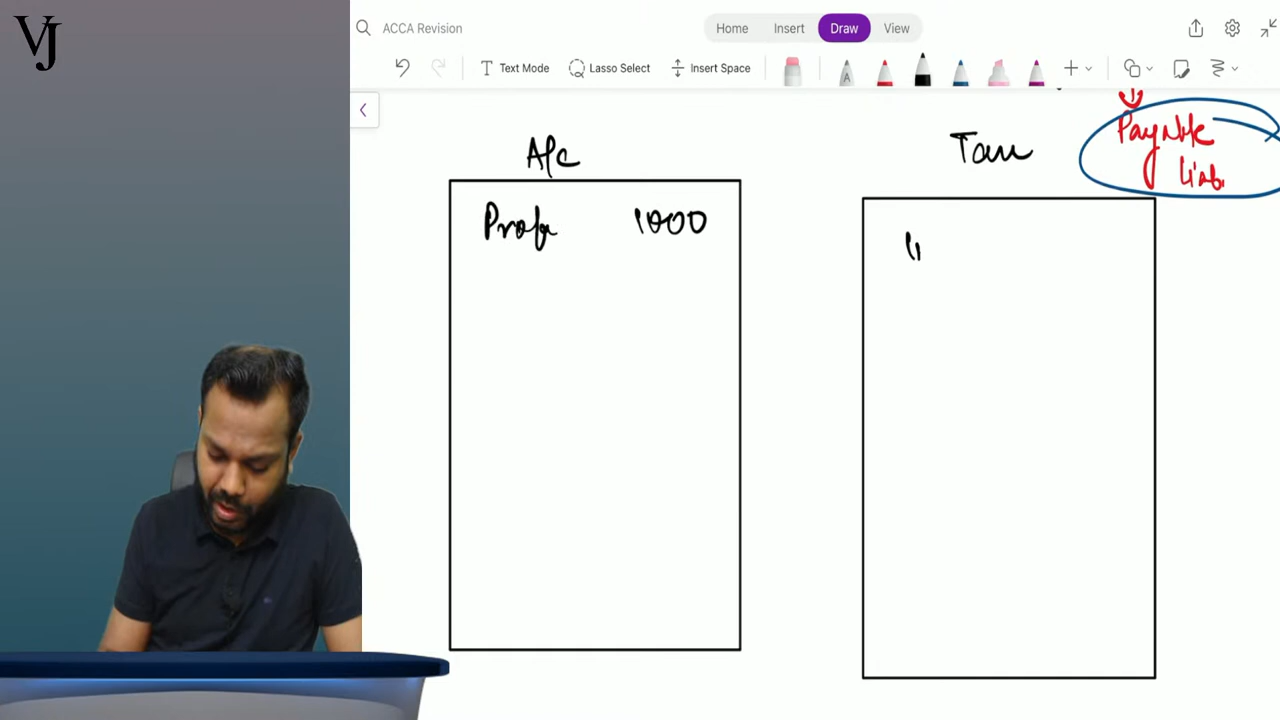 VJ
ACCA Revision
Home Insert Draw View
Text Mode Lasso Select Insert Space
A/c
Tax
Payable
liab.
Profit 1000